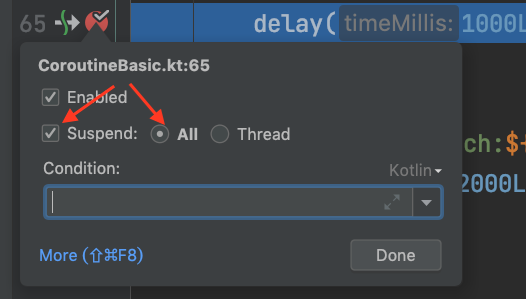 65 delay( timeMillis: 1000L
CoroutineBasic.kt:65
Enabled
Suspend: All Thread
ch:${
Condition: Kotlin
2000L
More (⇧⌘F8) Done